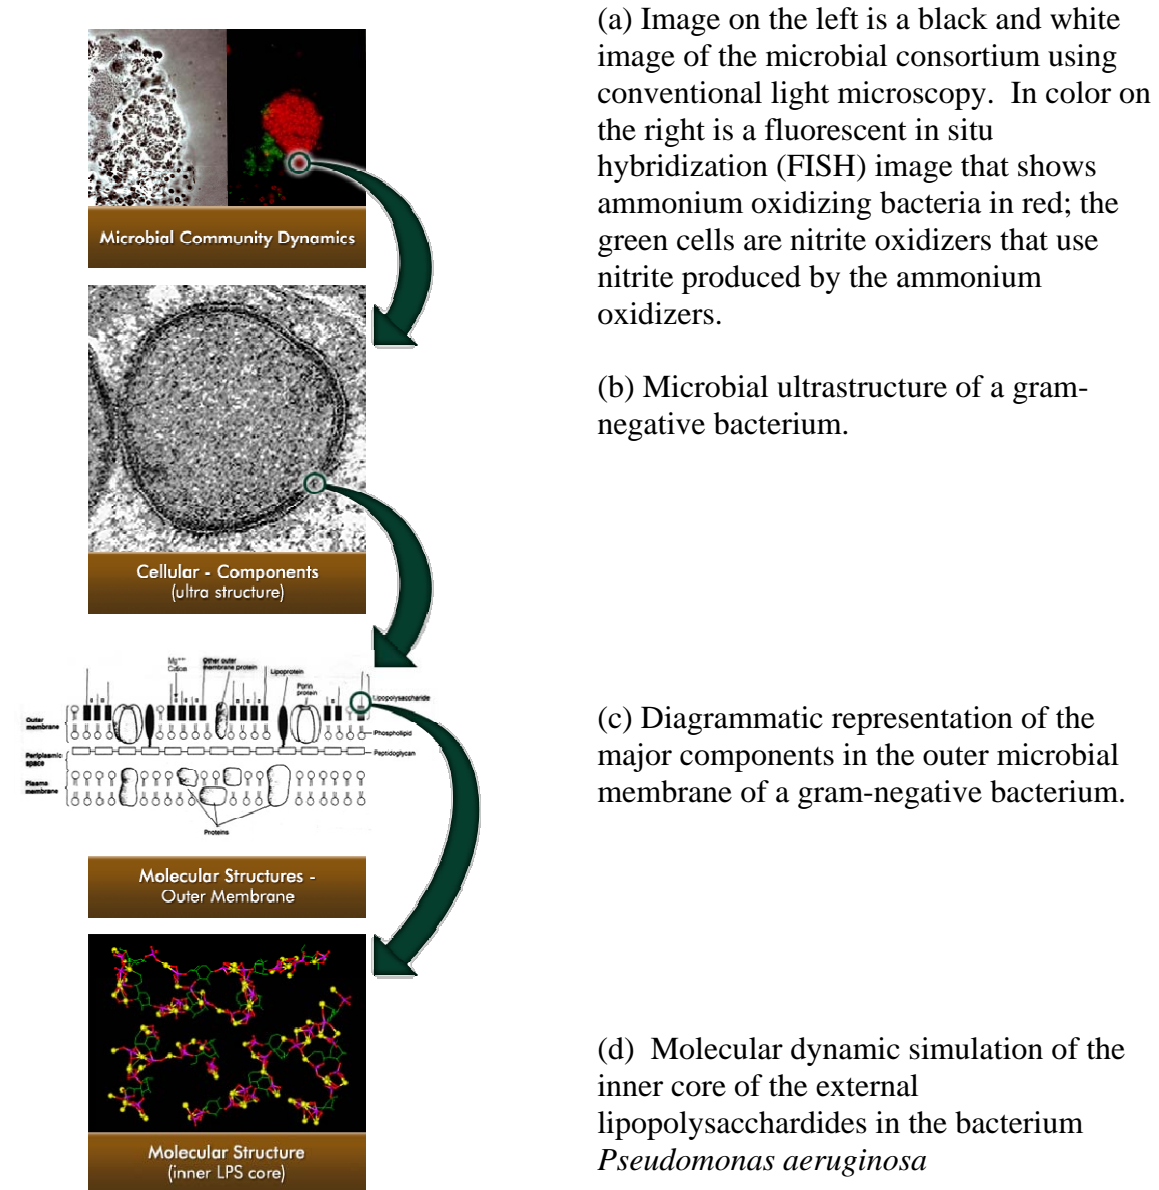 (a) Image on the left is a black and white
image of the microbial consortium using
conventional light microscopy. In color on
the right is a fluorescent in situ
hybridization (FISH) image that shows
ammonium oxidizing bacteria in red; the
green cells are nitrite oxidizers that use
nitrite produced by the ammonium
oxidizers.
Microbial Community Dynamics
(b) Microbial ultrastructure of a gram-
negative bacterium.
Cellular - Components
(ultra structure)
Mg++
Cation
Other outer
membrane protein
Lipoprotein
Porin
protein
Lipopolysaccharide
Outer
membrane
Phospholipid
Periplasmic
space
Peptidoglycan
Plasma
membrane
Proteins
(c) Diagrammatic representation of the
major components in the outer microbial
membrane of a gram-negative bacterium.
Molecular Structures -
Outer Membrane
(d) Molecular dynamic simulation of the
inner core of the external
lipopolysacchardides in the bacterium
Pseudomonas aeruginosa
Molecular Structure
(inner LPS core)